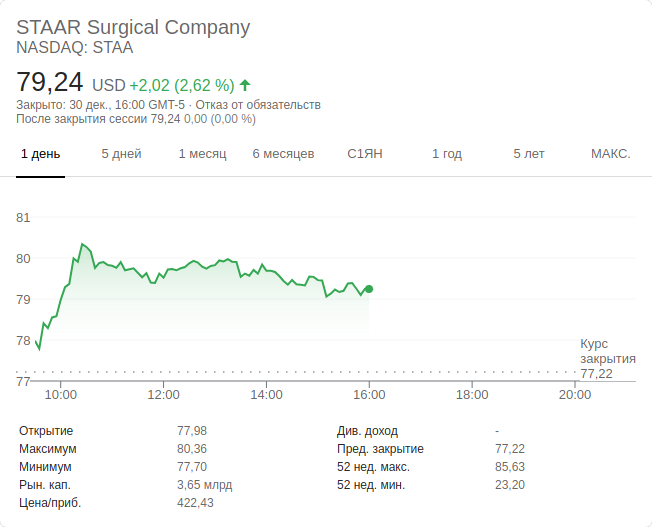 STAAR Surgical Company
NASDAQ: STAA
79,24 USD +2,02 (2,62 %)
Закрыто: 30 дек., 16:00 GMT-5 · Отказ от обязательств
После закрытия сессии 79,24 0,00 (0,00 %)
1 день 5 дней 1 месяц 6 месяцев С1ЯН 1 год 5 лет МАКС.
81
80
79
78
77
Курс
закрытия
77,22
10:00 12:00 14:00 16:00 18:00 20:00
Открытие 77,98 Див. доход -
Максимум 80,36 Пред. закрытие 77,22
Минимум 77,70 52 нед. макс. 85,63
Рын. кап. 3,65 млрд 52 нед. мин. 23,20
Цена/приб. 422,43